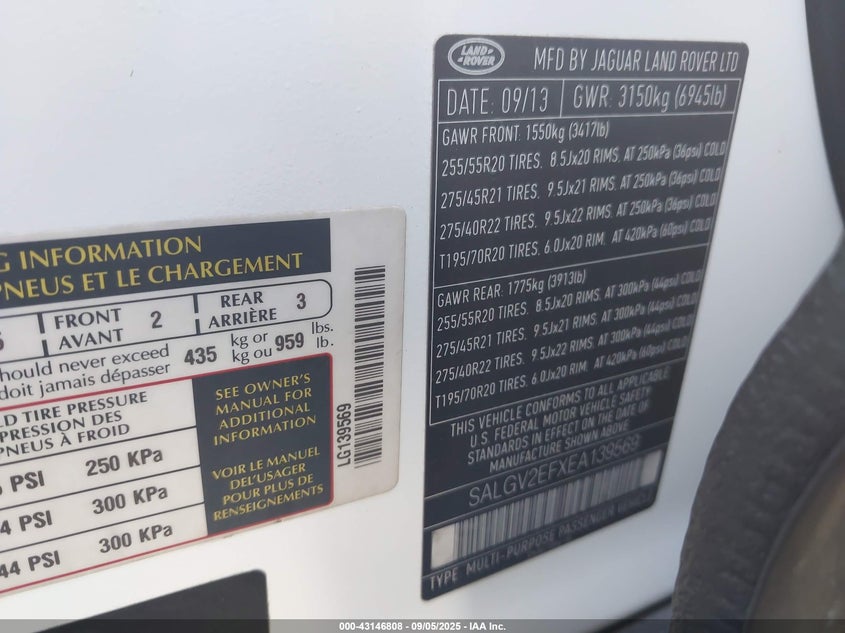 G INFORMATION
PNEUS ET LE CHARGEMENT
FRONT 2 REAR 3
AVANT ARRIÈRE
hould never exceed 435 kg or 959 lbs.
doit jamais dépasser kg ou lb.
LD TIRE PRESSURE
PRESSION DES
PNEUS À FROID
PSI 250 KPa
4 PSI 300 KPa
44 PSI 300 KPa
SEE OWNER'S
MANUAL FOR
ADDITIONAL
INFORMATION
VOIR LE MANUEL
DE L'USAGER
POUR PLUS DE
RENSEIGNEMENTS
LG139569
LAND
ROVER
MFD BY JAGUAR LAND ROVER LTD
DATE: 09/13 GWR: 3150kg (6945lb)
GAWR FRONT: 1550kg (3417lb)
255/55R20 TIRES. 8.5Jx20 RIMS. AT 250kPa (36psi) COLD
275/45R21 TIRES. 9.5Jx21 RIMS. AT 250kPa (36psi) COLD
275/40R22 TIRES. 9.5Jx22 RIMS. AT 250kPa (36psi) COLD
T195/70R20 TIRES. 6.0Jx20 RIM. AT 420kPa (60psi) COLD
GAWR REAR: 1775kg (3913lb)
255/55R20 TIRES. 8.5Jx20 RIMS. AT 300kPa (44psi) COLD
275/45R21 TIRES. 9.5Jx21 RIMS. AT 300kPa (44psi) COLD
275/40R22 TIRES. 9.5Jx22 RIMS. AT 300kPa (44psi) COLD
T195/70R20 TIRES. 6.0Jx20 RIM. AT 420kPa (60psi) COLD
THIS VEHICLE CONFORMS TO ALL APPLICABLE
U.S. FEDERAL MOTOR VEHICLE SAFETY
STANDARDS IN EFFECT ON THE DATE OF
MANUFACTURE SHOWN ABOVE
SALGV2EFXEA139569
TYPE MULTI-PURPOSE PASSENGER VEHICLE
000-43146808 - 09/05/2025 - IAA Inc.